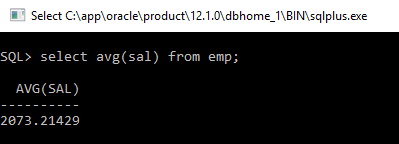 Select C:\app\oracle\product\12.1.0\dbhome_1\BIN\sqlplus.exe
SQL> select avg(sal) from emp;
AVG(SAL)
----------
2073.21429